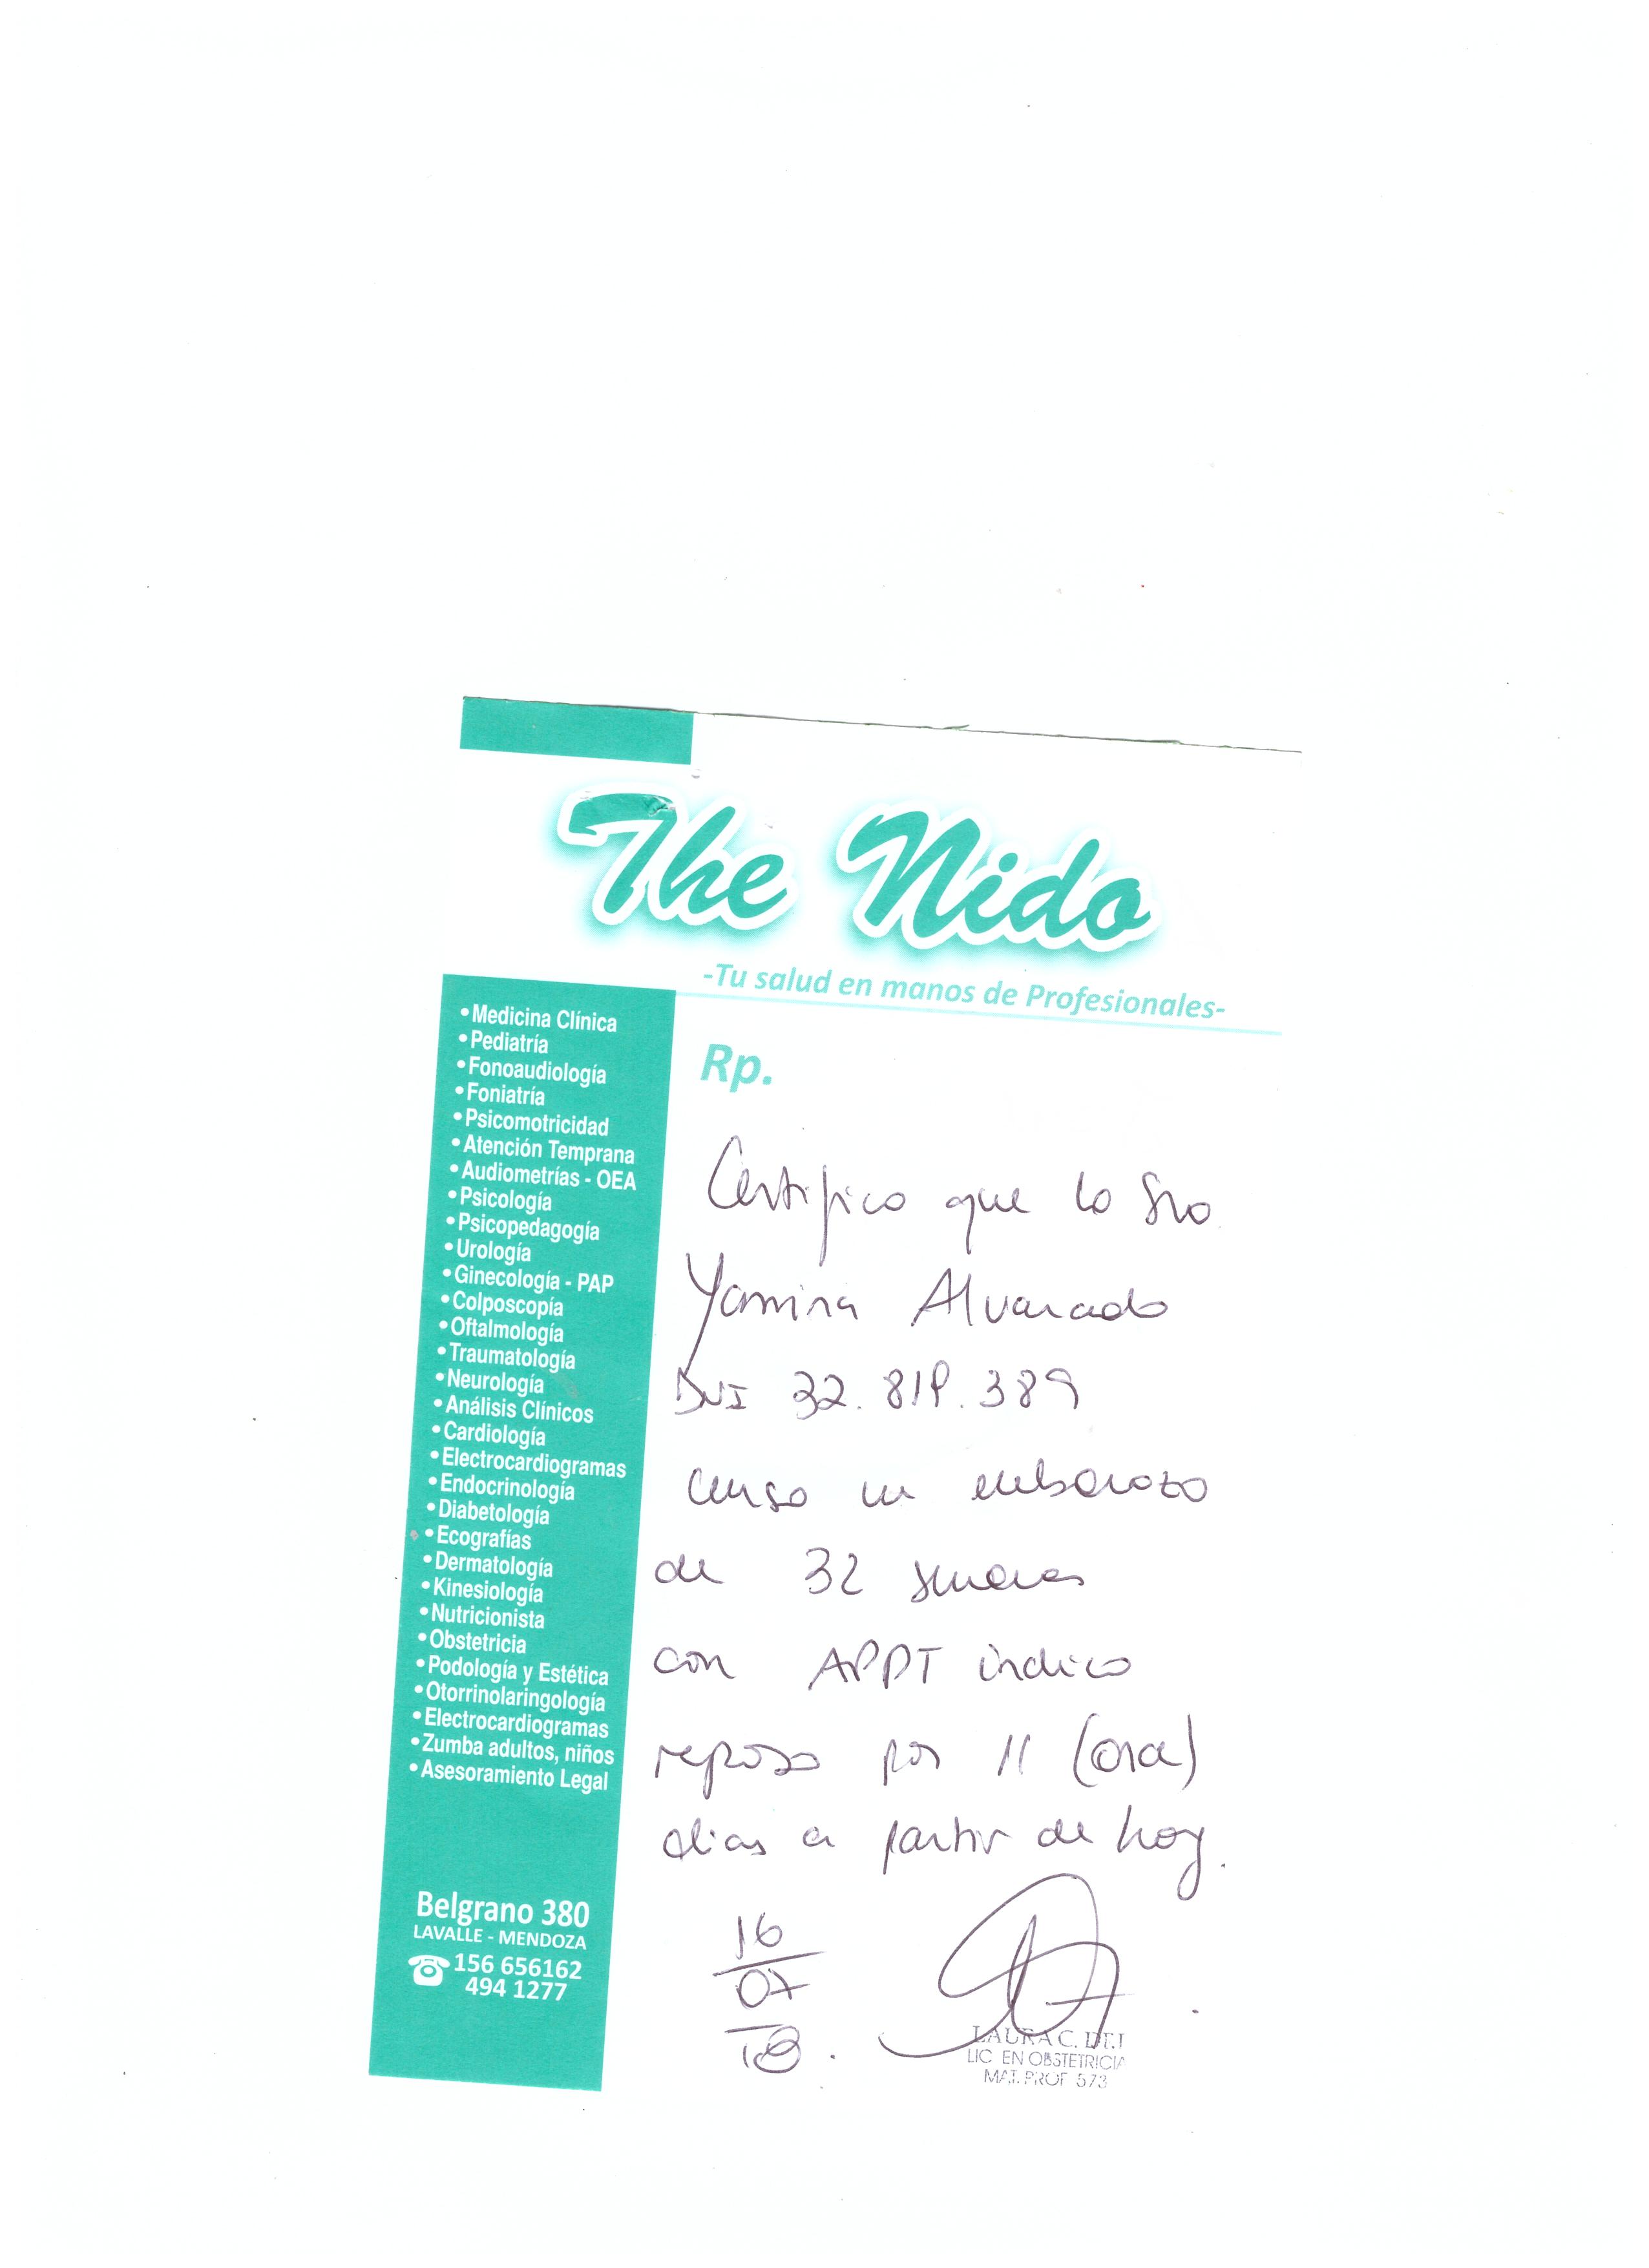 The Nido
-Tu salud en manos de Profesionales-
• Medicina Clínica
• Pediatría
• Fonoaudiología
• Foniatría
• Psicomotricidad
• Atención Temprana
• Audiometrías - OEA
• Psicología
• Psicopedagogía
• Urología
• Ginecología - PAP
• Colposcopía
• Oftalmología
• Traumatología
• Neurología
• Análisis Clínicos
• Cardiología
• Electrocardiogramas
• Endocrinología
• Diabetología
• Ecografías
• Dermatología
• Kinesiología
• Nutricionista
• Obstetricia
• Podología y Estética
• Otorrinolaringología
• Electrocardiogramas
• Zumba adultos, niños
• Asesoramiento Legal
Belgrano 380
LAVALLE - MENDOZA
156 656162
494 1277
Rp.
Certifico que la Sra
Yamina Alvarado
DNI 32.819.389
cursa un embarazo
de 32 semanas
con APPT indico
reposo por 11 (once)
dias a partir de hoy.
16
07
18.
LAURA C.
LIC EN OBSTETRICIA
MAT. PROF 573